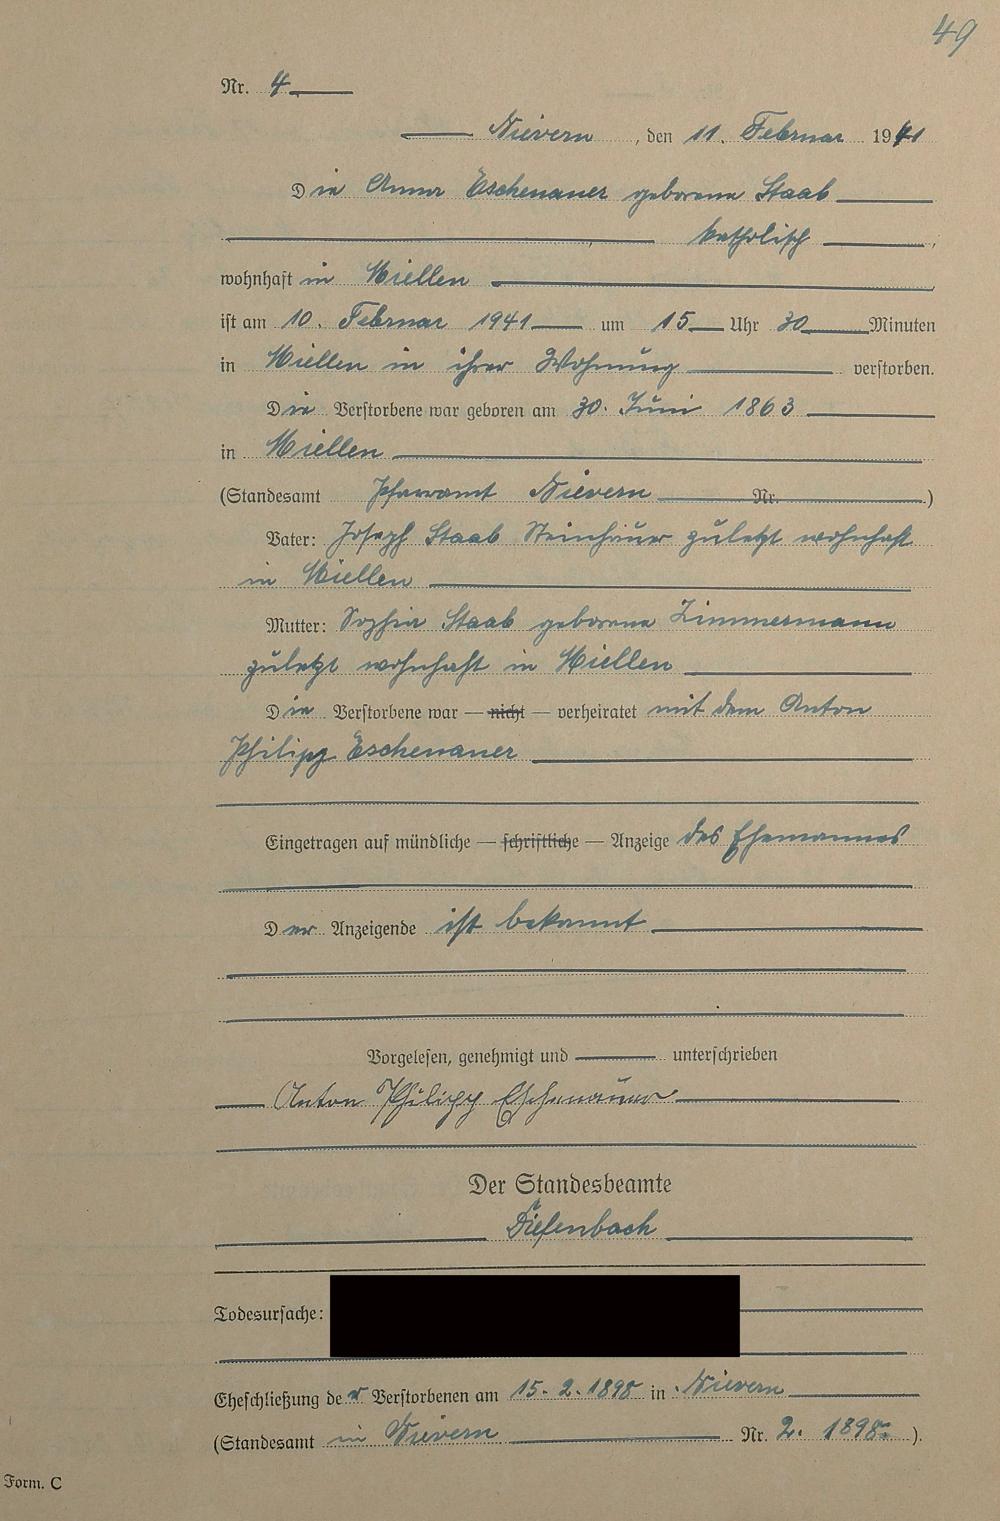 49
Nr. 4
Nievern, den 11. Februar 1941
Die Anna Eschenauer geborene Staab
katholisch,
wohnhaft in Miellen
ist am 10. Februar 1941 um 15 Uhr 30 Minuten
in Miellen in ihrer Wohnung verstorben.
Die Verstorbene war geboren am 30. Juni 1863
in Miellen
(Standesamt Pfarramt Nievern Nr. )
Vater: Joseph Staab Steinhauer zuletzt wohnhaft
in Miellen
Mutter: Sophie Staab geborene Zimmermann
zuletzt wohnhaft in Miellen
Die Verstorbene war — nicht — verheiratet mit dem Anton
Philipp Eschenauer
Eingetragen auf mündliche — schriftliche — Anzeige des Ehemannes
Der Anzeigende ist bekannt
Vorgelesen, genehmigt und unterschrieben
Anton Philipp Eschenauer
Der Standesbeamte
Diefenbach
Todesursache:
Eheschließung der Verstorbenen am 15.2.1898 in Nievern
(Standesamt in Nievern Nr. 2. 1898.)
Form. C